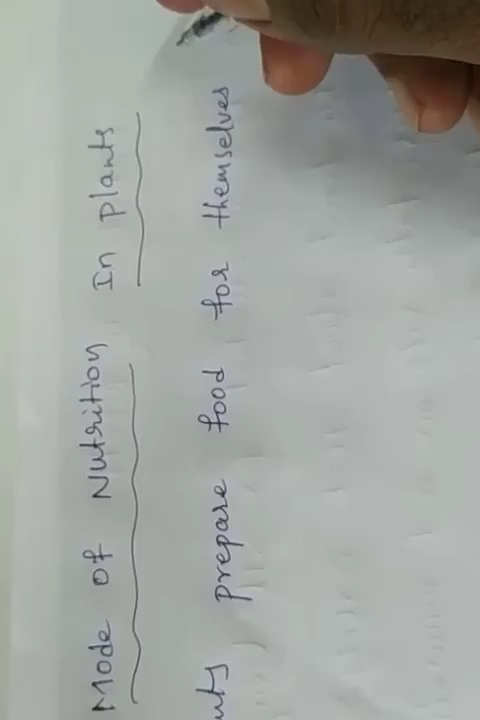 Mode of Nutrition In plants
prepare food for themselves